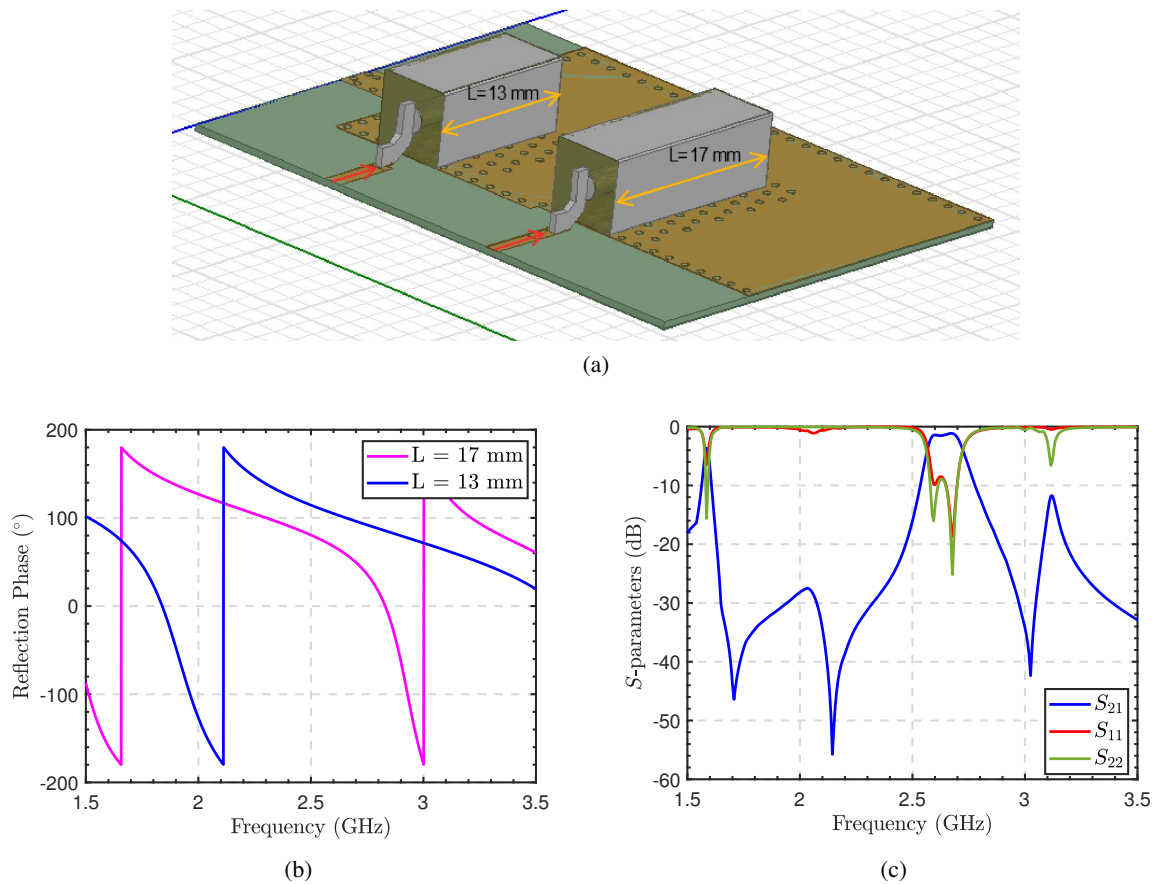 L= 13 mm
L= 17 mm
(a)
200
100
0
-100
-200
1.5
2
2.5
3
3.5
Reflection Phase (°)
Frequency (GHz)
L = 17 mm
L = 13 mm
(b)
0
-10
-20
-30
-40
-50
-60
1.5
2
2.5
3
3.5
S-parameters (dB)
Frequency (GHz)
S21
S11
S22
(c)